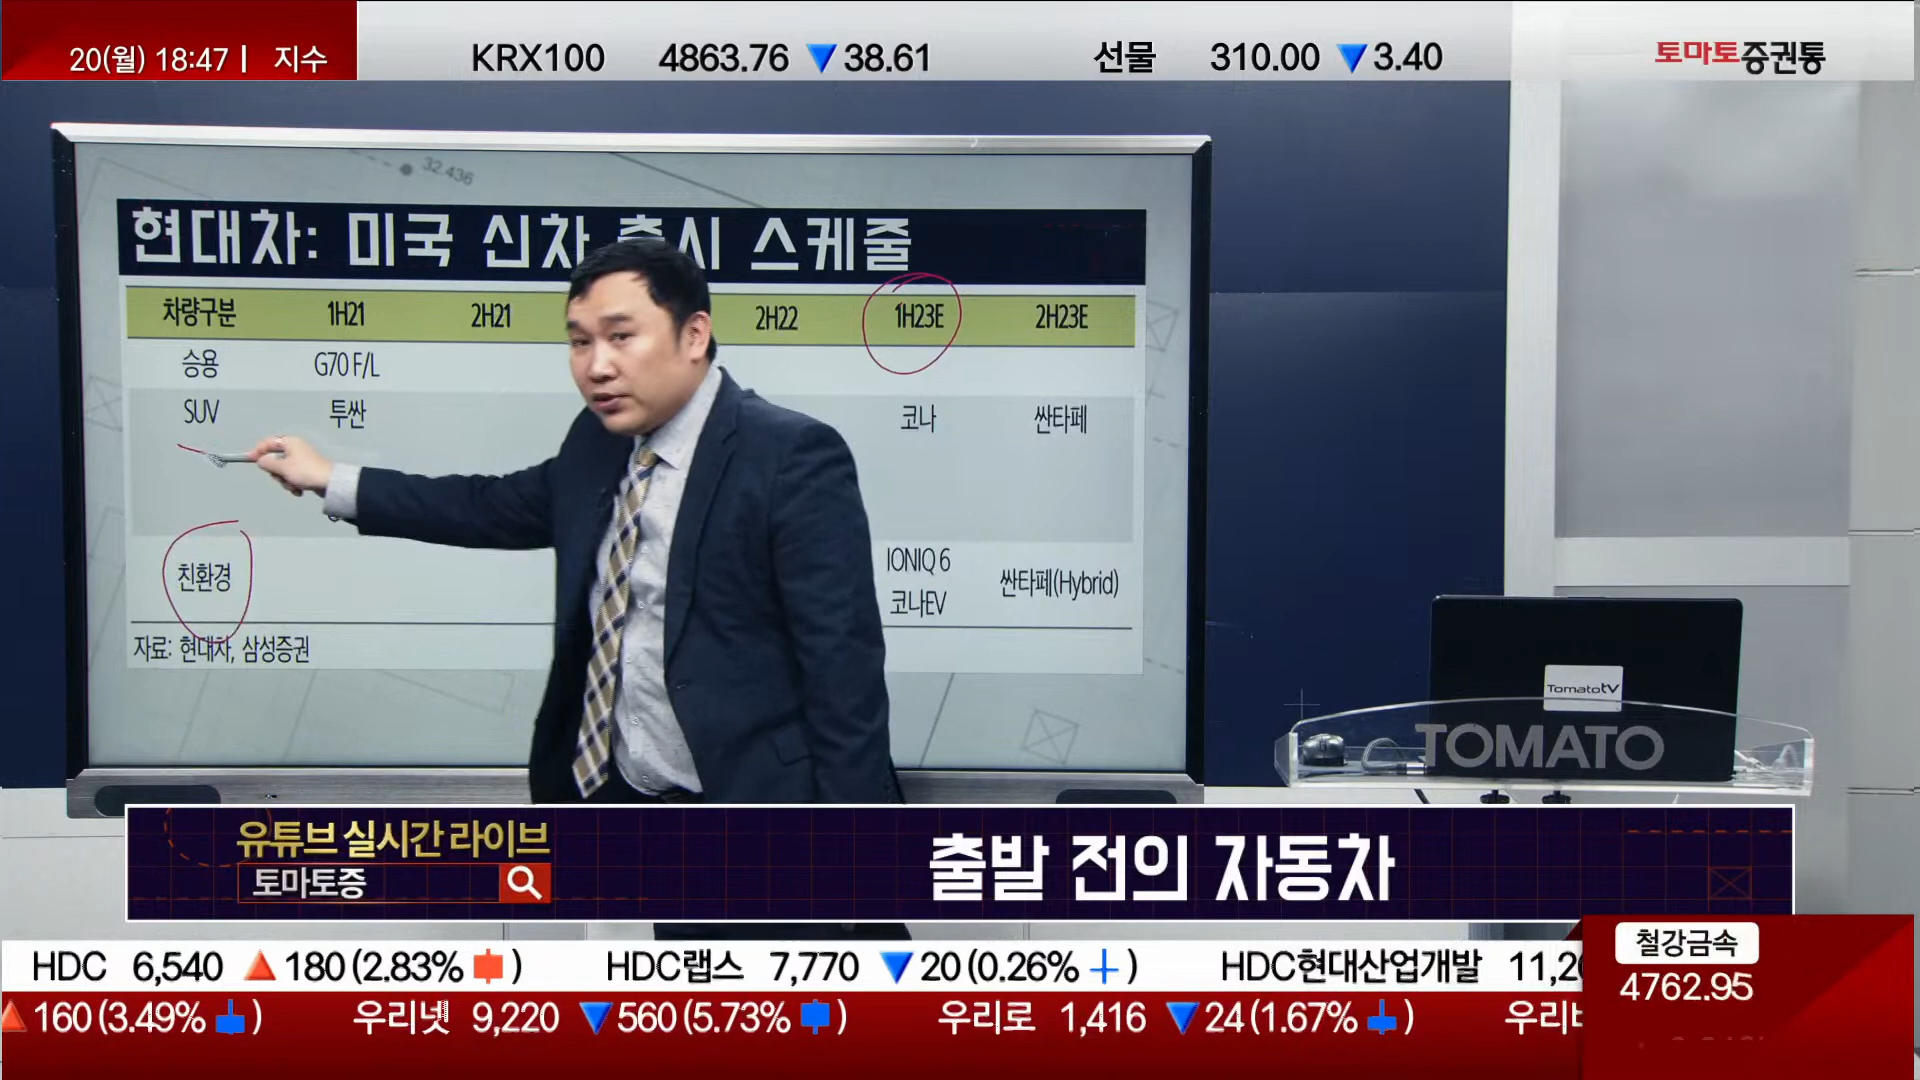 20(월) 18:47 | 지수 KRX100 4863.76 ▼ 38.61 선물 310.00 ▼ 3.40 토마토증권통
32.436
현대차: 미국 신차 출시 스케줄
차량구분 1H21 2H21 2H22 1H23E 2H23E
승용 G70 F/L
SUV 투싼 코나 싼타페
친환경 IONIQ 6 싼타페(Hybrid)
코나EV
자료: 현대차, 삼성증권
TomatotV
TOMATO
유튜브 실시간 라이브
토마토증
출발 전의 자동차
HDC 6,540 ▲ 180 (2.83% ) HDC랩스 7,770 ▼ 20 (0.26% ) HDC현대산업개발
▲ 160 (3.49% ) 우리넷 9,220 ▼ 560 (5.73% ) 우리로 1,416 ▼ 24 (1.67% )
철강금속
4762.95